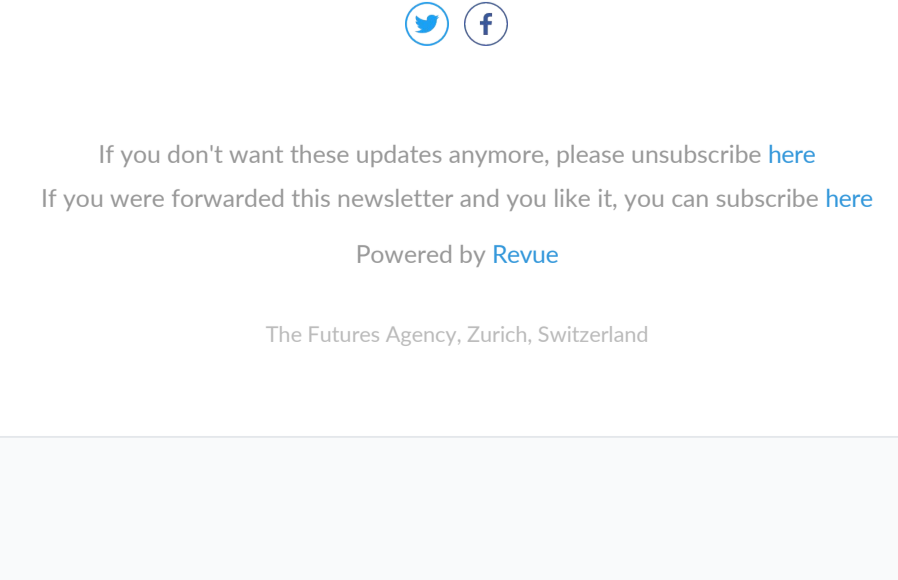 If you don't want these updates anymore, please unsubscribe here
If you were forwarded this newsletter and you like it, you can subscribe here
Powered by Revue
The Futures Agency, Zurich, Switzerland